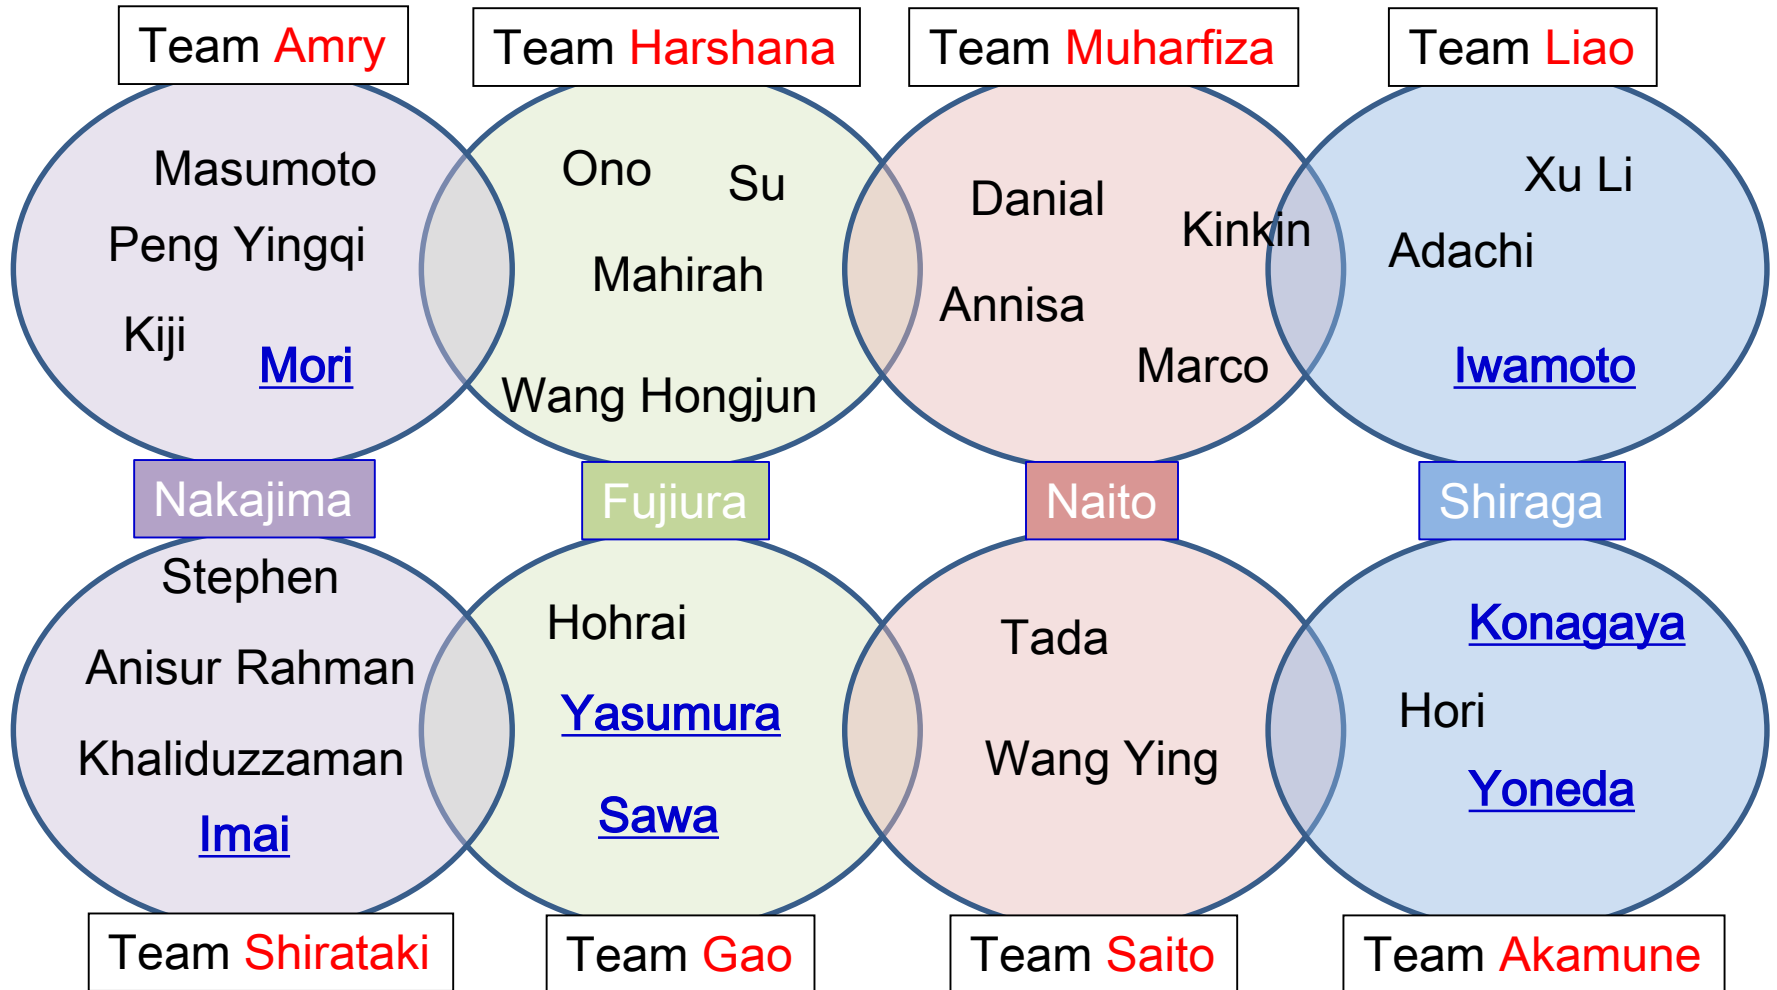 Team Amry
Team Harshana
Team Muharfiza
Team Liao
Masumoto
Peng Yingqi
Kiji
Mori
Ono
Su
Mahirah
Wang Hongjun
Danial
Kinkin
Annisa
Marco
Xu Li
Adachi
Iwamoto
Nakajima
Fujiura
Naito
Shiraga
Stephen
Anisur Rahman
Khaliduzzaman
Imai
Hohrai
Yasumura
Sawa
Tada
Wang Ying
Konagaya
Hori
Yoneda
Team Shirataki
Team Gao
Team Saito
Team Akamune